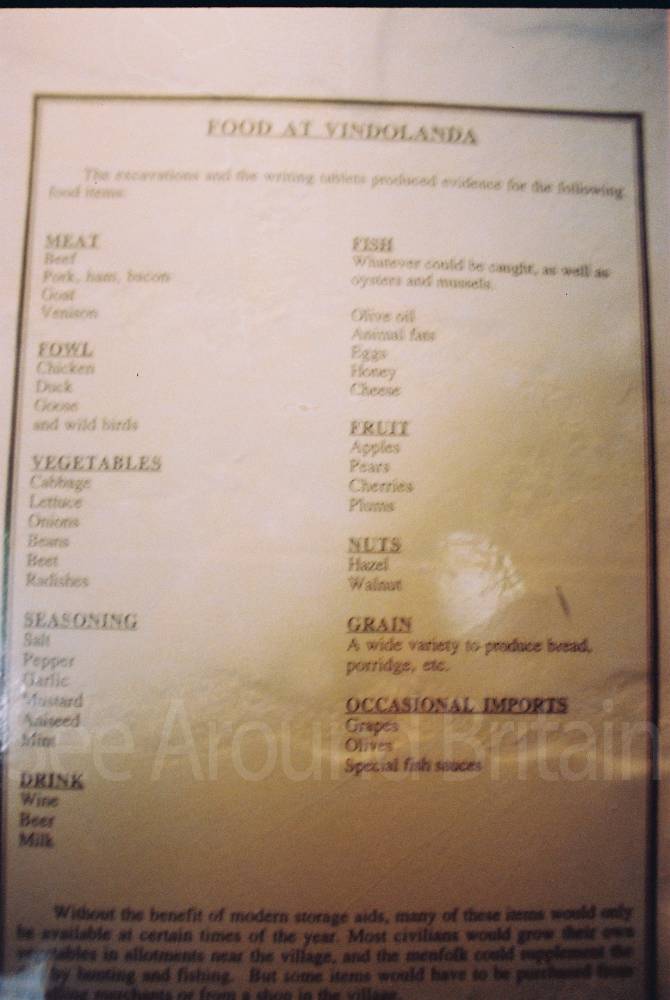 FOOD AT VINDOLANDA
The excavations and the writing tablets produced evidence for the following
food items:
MEAT
Beef
Pork, ham, bacon
Goat
Venison
FOWL
Chicken
Duck
Goose
and wild birds
VEGETABLES
Cabbage
Lettuce
Onions
Beans
Beet
Radishes
SEASONING
Salt
Pepper
Garlic
Mustard
Aniseed
Mint
DRINK
Wine
Beer
Milk
FISH
Whatever could be caught, as well as
oysters and mussels.
Olive oil
Animal fats
Eggs
Honey
Cheese
FRUIT
Apples
Pears
Cherries
Plums
NUTS
Hazel
Walnut
GRAIN
A wide variety to produce bread,
porridge, etc.
OCCASIONAL IMPORTS
Grapes
Olives
Special fish sauces
See Around Britain
Without the benefit of modern storage aids, many of these items would only
be available at certain times of the year. Most civilians would grow their own
vegetables in allotments near the village, and the menfolk could supplement the
by hunting and fishing. But some items would have to be purchased from
merchants or from a shop in the village.